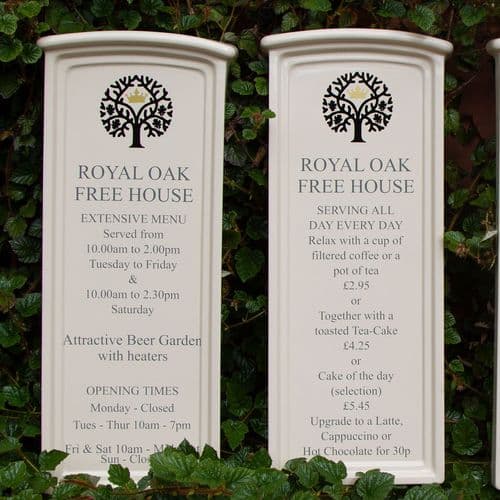 ROYAL OAK
FREE HOUSE
EXTENSIVE MENU
Served from
10.00am to 2.00pm
Tuesday to Friday
&
10.00am to 2.30pm
Saturday
Attractive Beer Garden
with heaters
OPENING TIMES
Monday - Closed
Tues - Thur 10am - 7pm
Fri & Sat 10am -
Sun -
ROYAL OAK
FREE HOUSE
SERVING ALL
DAY EVERY DAY
Relax with a cup of
filtered coffee or a
pot of tea
£2.95
or
Together with a
toasted Tea-Cake
£4.25
or
Cake of the day
(selection)
£5.45
Upgrade to a Latte,
Cappuccino or
Hot Chocolate for 30p